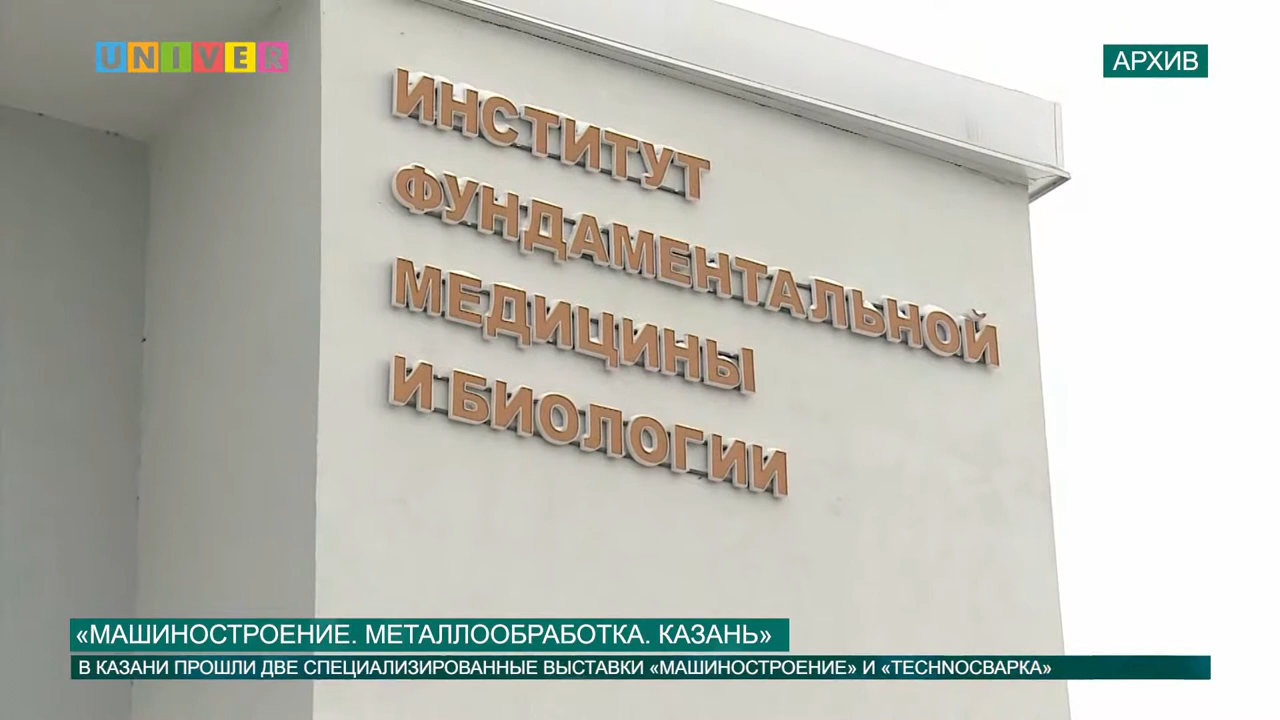 UNIVER
АРХИВ
ИНСТИТУТ
ФУНДАМЕНТАЛЬНОЙ
МЕДИЦИНЫ
И БИОЛОГИИ
«МАШИНОСТРОЕНИЕ. МЕТАЛЛООБРАБОТКА. КАЗАНЬ»
В КАЗАНИ ПРОШЛИ ДВЕ СПЕЦИАЛИЗИРОВАННЫЕ ВЫСТАВКИ «МАШИНОСТРОЕНИЕ» И «TECHNOСВАРКА»